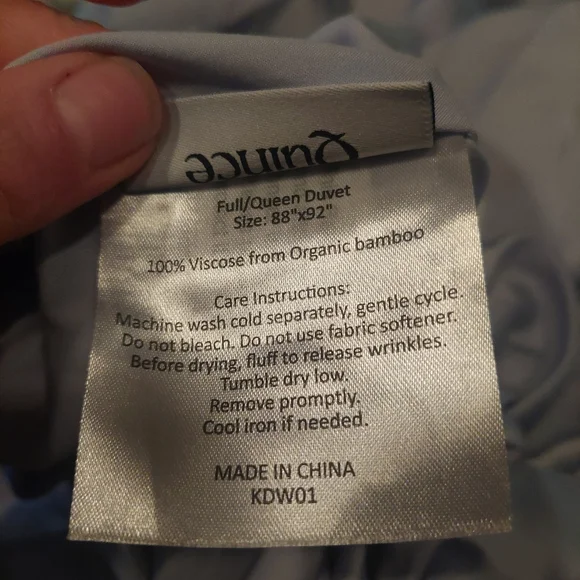 Quince
Full/Queen Duvet
Size: 88"x92"
100% Viscose from Organic bamboo
Care Instructions:
Machine wash cold separately, gentle cycle.
Do not bleach. Do not use fabric softener.
Before drying, fluff to release wrinkles.
Tumble dry low.
Remove promptly.
Cool iron if needed.
MADE IN CHINA
KDW01